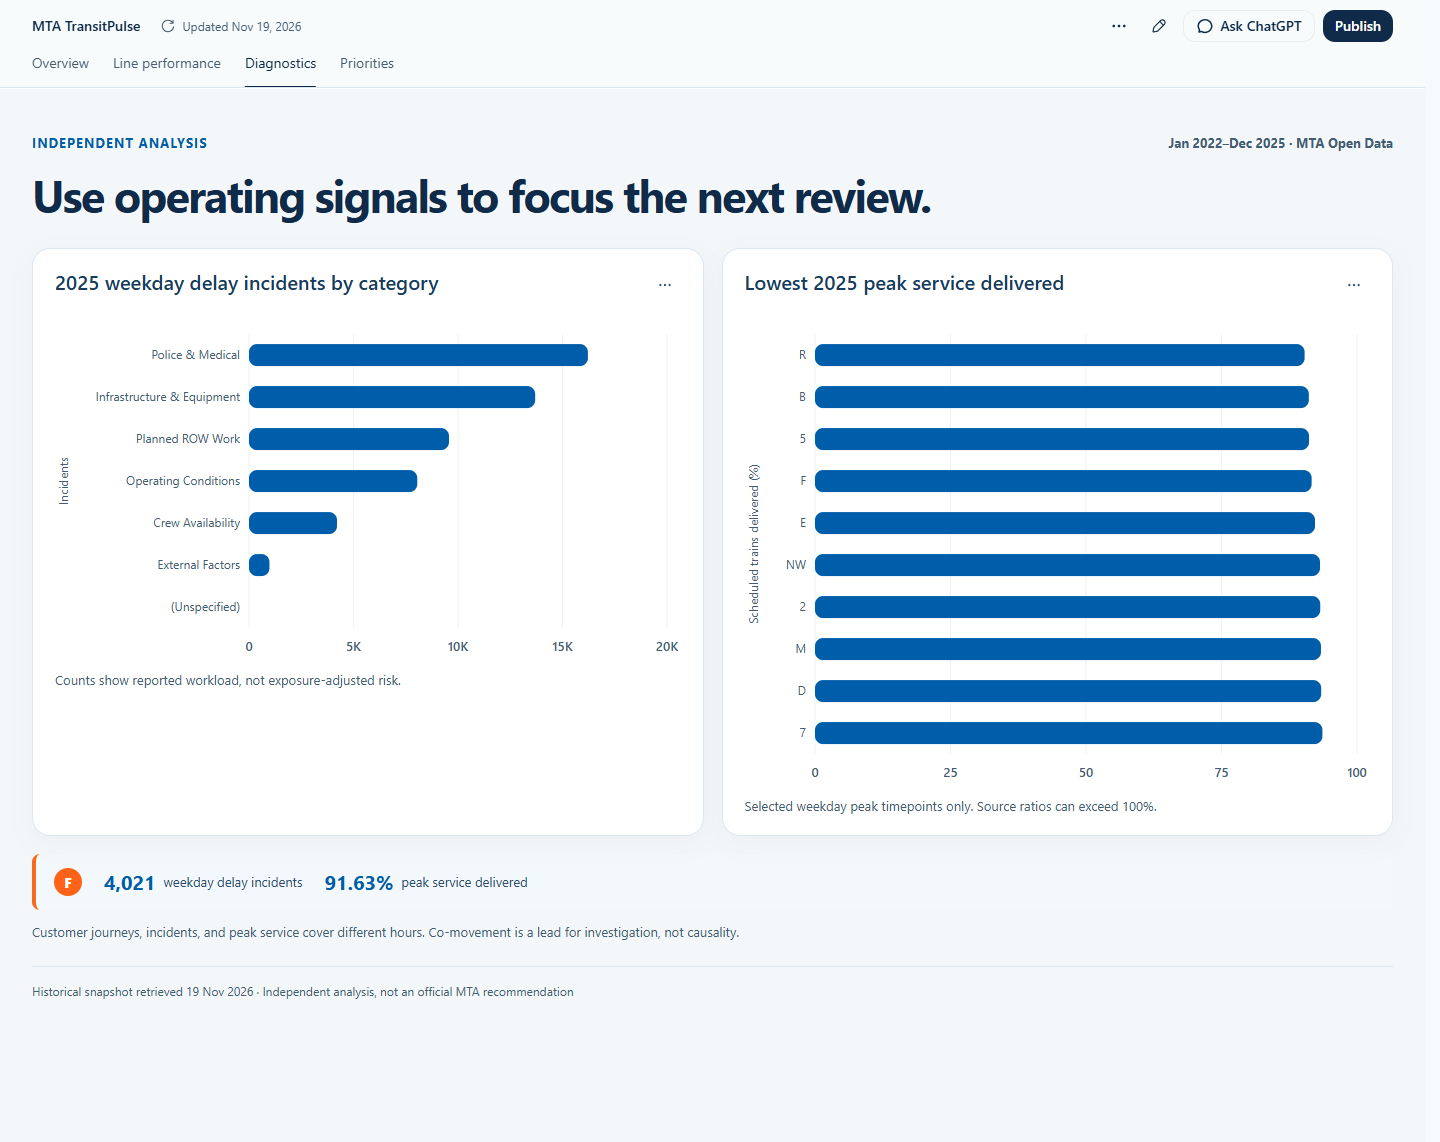 MTA TransitPulse
Updated Nov 19, 2026
Ask ChatGPT
Publish
Overview
Line performance
Diagnostics
Priorities
INDEPENDENT ANALYSIS
Jan 2022–Dec 2025 · MTA Open Data
Use operating signals to focus the next review.
2025 weekday delay incidents by category
Incidents
Police & Medical
Infrastructure & Equipment
Planned ROW Work
Operating Conditions
Crew Availability
External Factors
(Unspecified)
0 5K 10K 15K 20K
Counts show reported workload, not exposure-adjusted risk.
Lowest 2025 peak service delivered
Scheduled trains delivered (%)
R
B
5
F
E
NW
2
M
D
7
0 25 50 75 100
Selected weekday peak timepoints only. Source ratios can exceed 100%.
F 4,021 weekday delay incidents 91.63% peak service delivered
Customer journeys, incidents, and peak service cover different hours. Co-movement is a lead for investigation, not causality.
Historical snapshot retrieved 19 Nov 2026 · Independent analysis, not an official MTA recommendation